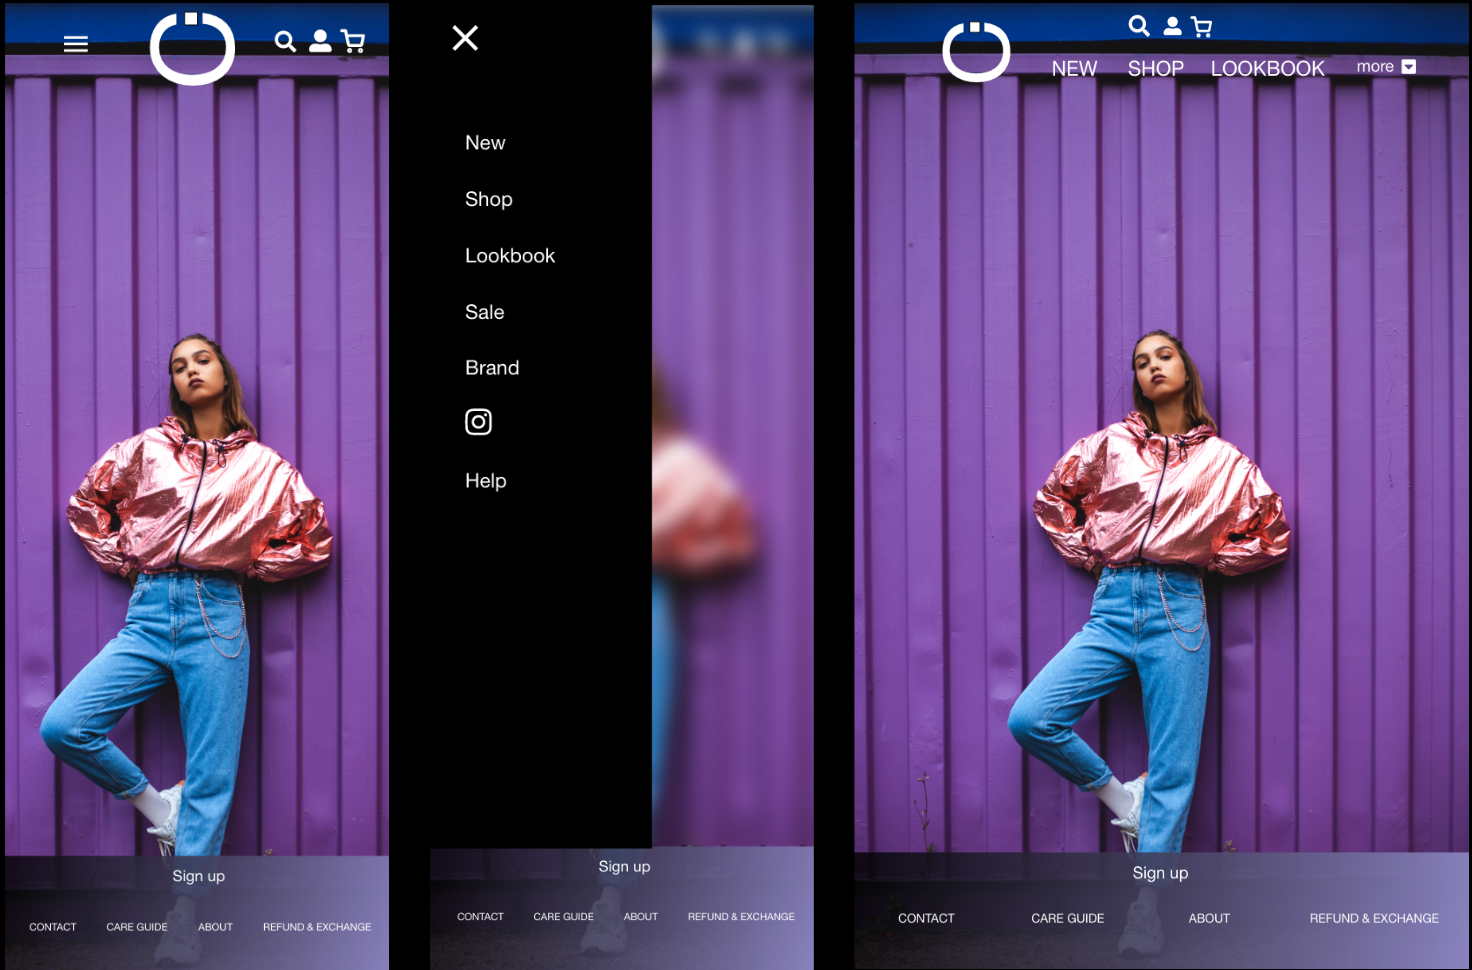 Sign up
CONTACT CARE GUIDE ABOUT REFUND & EXCHANGE
New
Shop
Lookbook
Sale
Brand
Help
Sign up
CONTACT CARE GUIDE ABOUT REFUND & EXCHANGE
NEW SHOP LOOKBOOK more
Sign up
CONTACT CARE GUIDE ABOUT REFUND & EXCHANGE